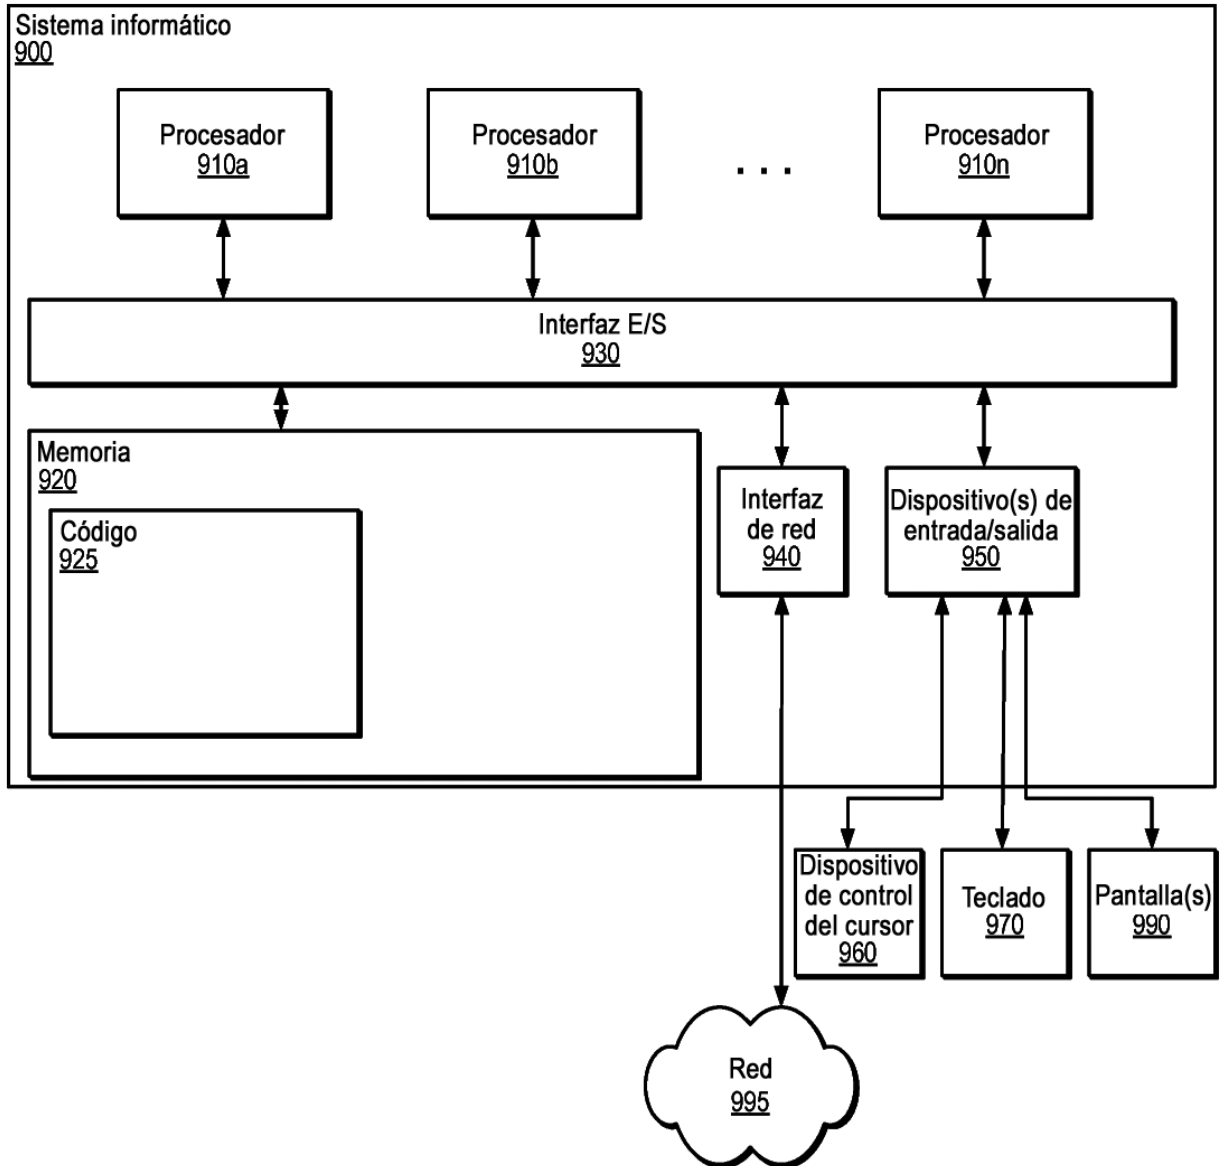 Sistema informático
900
Procesador
910a
Procesador
910b
. . .
Procesador
910n
Interfaz E/S
930
Memoria
920
Código
925
Interfaz
de red
940
Dispositivo(s) de
entrada/salida
950
Dispositivo
de control
del cursor
960
Teclado
970
Pantalla(s)
990
Red
995